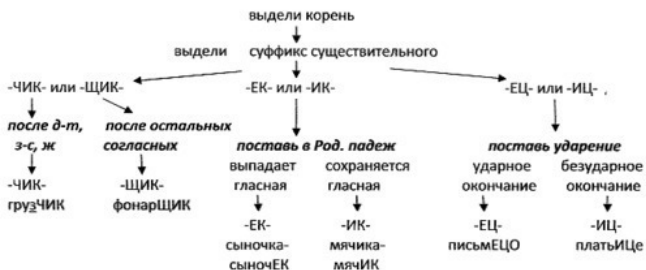 выдели корень
выдели суффикс существительного
-ЧИК- или -ЩИК- -ЕК- или -ИК- -ЕЦ- или -ИЦ- .
после д-т, после остальных поставь в Род. падеж поставь ударение
з-с, ж согласных выпадает сохраняется ударное безударное
гласная гласная окончание окончание
-ЧИК- -ЩИК-
грузЧИК фонарЩИК -ЕК- -ИК- -ЕЦ- -ИЦ-
сыночка- мячика- письмЕЦО платьИЦе
сыночЕК мячИК